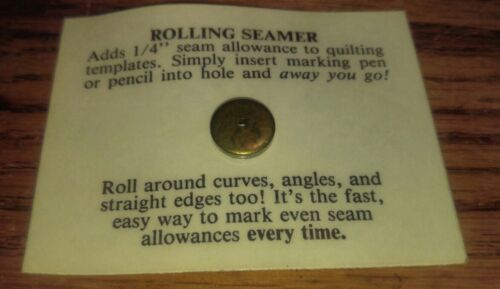 ROLLING SEAMER
Adds 1/4" seam allowance to quilting
templates. Simply insert marking pen
or pencil into hole and away you go!
Roll around curves, angles, and
straight edges too! It's the fast,
easy way to mark even seam
allowances every time.